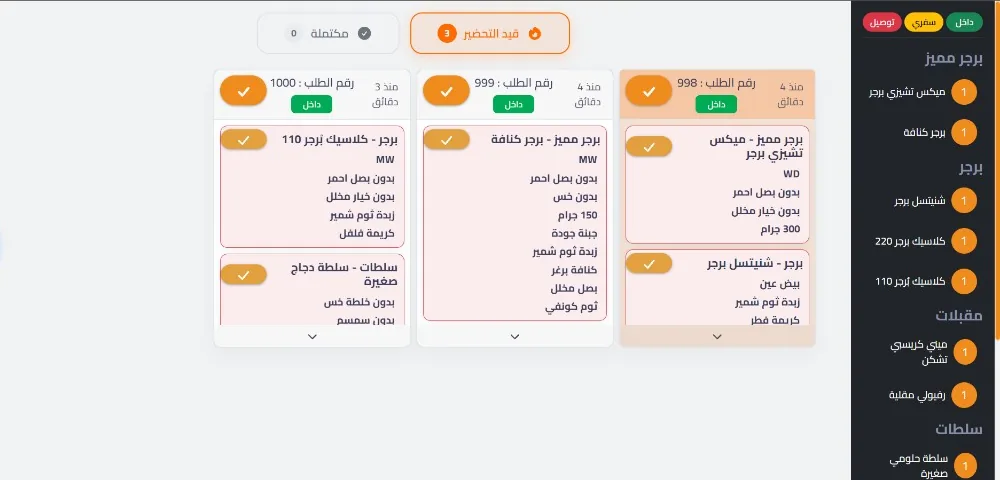 داخل
سفري
توصيل
برجر مميز
1 ميكس تشيزي برجر
1 برجر كنافة
برجر
1 شنيتسل برجر
1 كلاسيك برجر 220
1 كلاسيك بُرجر 110
مقبلات
1 ميني كريسبي
تشكن
1 رفيولي مقلية
سلطات
1 سلطة حلومي
صغيرة
قيد التحضير 3
مكتملة 0
منذ 4
دقائق
رقم الطلب : 998
داخل
برجر مميز - ميكس
تشيزي برجر
WD
بدون بصل احمر
بدون خيار مخلل
300 جرام
برجر - شنيتسل برجر
بيض عين
زبدة ثوم شمير
كريمة فطر
منذ 4
دقائق
رقم الطلب : 999
داخل
برجر مميز - برجر كنافة
MW
بدون بصل احمر
بدون خس
150 جرام
جبنة جودة
زبدة ثوم شمير
كنافة برغر
بصل مخلل
ثوم كونفي
منذ 3
دقائق
رقم الطلب : 1000
داخل
برجر - كلاسيك بُرجر 110
MW
بدون بصل احمر
بدون خيار مخلل
زبدة ثوم شمير
كريمة فلفل
سلطات - سلطة دجاج
صغيرة
بدون خلطة خس
بدون سمسم